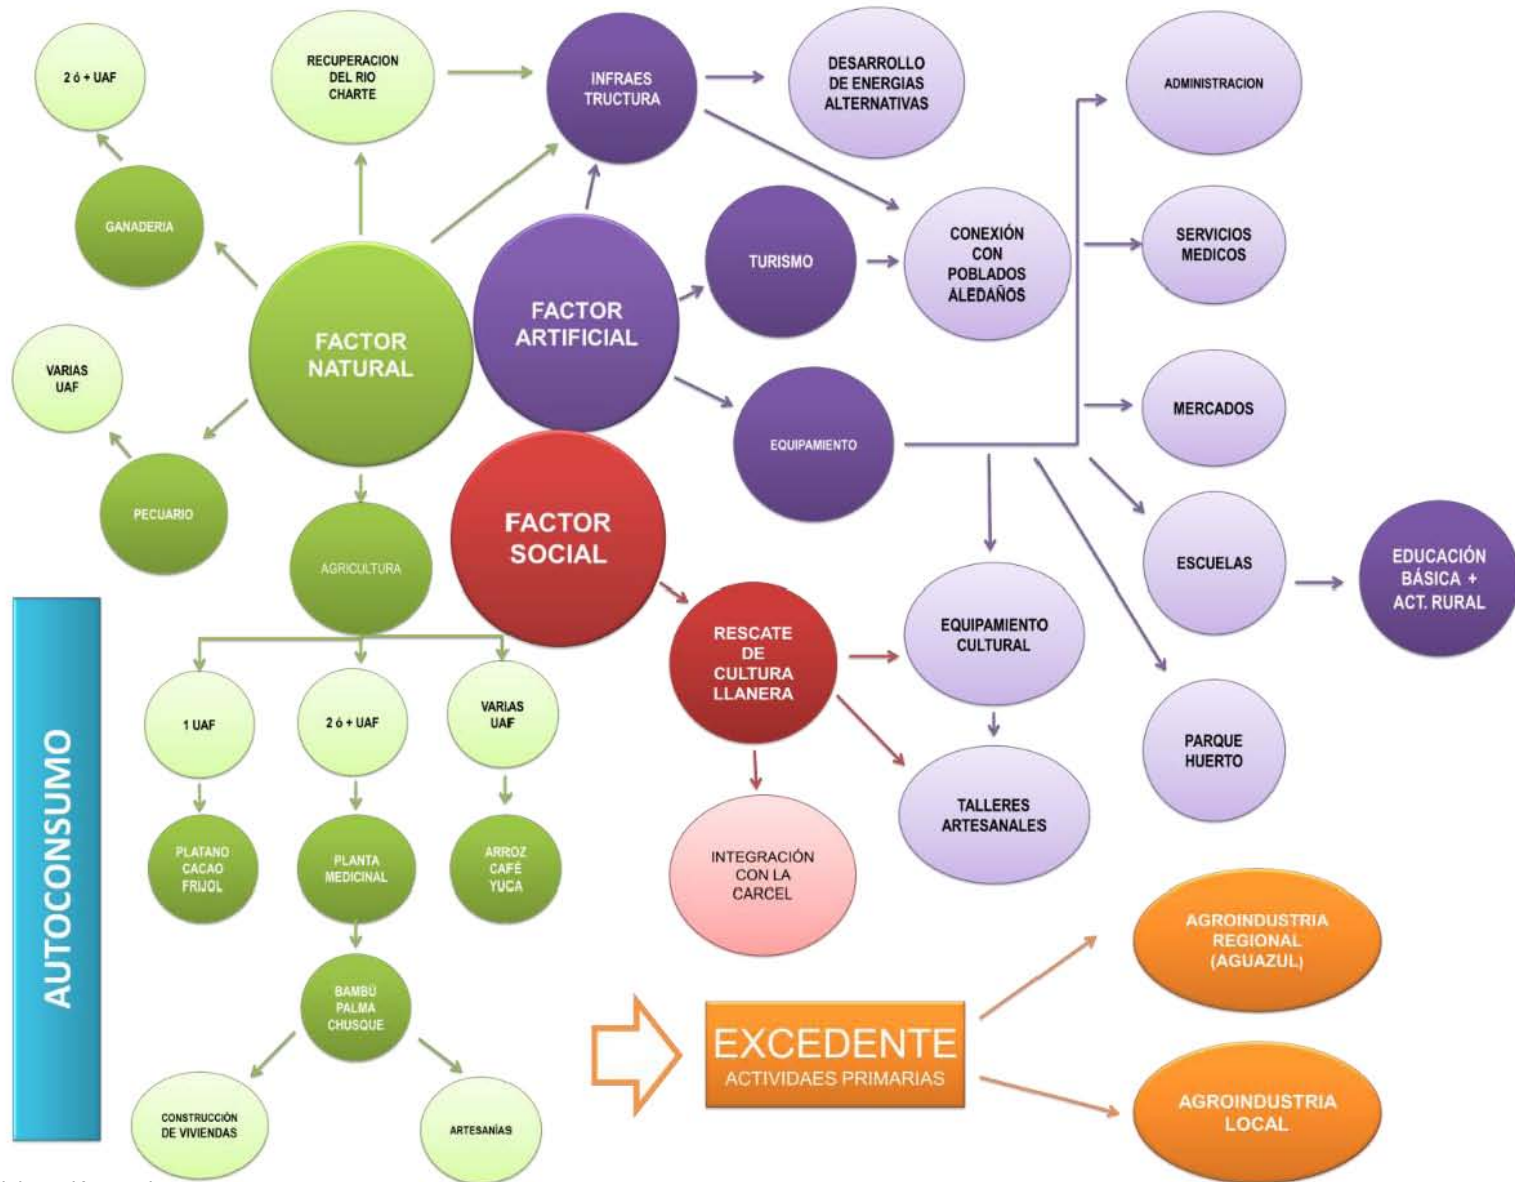 2 ó + UAF
RECUPERACION
DEL RIO
CHARTE
INFRAES
TRUCTURA
DESARROLLO
DE ENERGIAS
ALTERNATIVAS
ADMINISTRACION
GANADERIA
FACTOR
NATURAL
FACTOR
ARTIFICIAL
TURISMO
CONEXIÓN
CON
POBLADOS
ALEDAÑOS
SERVICIOS
MEDICOS
VARIAS
UAF
EQUIPAMIENTO
MERCADOS
PECUARIO
AGRICULTURA
FACTOR
SOCIAL
ESCUELAS
EDUCACIÓN
BÁSICA +
ACT. RURAL
RESCATE
DE
CULTURA
LLANERA
EQUIPAMIENTO
CULTURAL
AUTOCONSUMO
1 UAF
2 ó + UAF
VARIAS
UAF
PARQUE
HUERTO
TALLERES
ARTESANALES
PLATANO
CACAO
FRIJOL
PLANTA
MEDICINAL
ARROZ
CAFÉ
YUCA
INTEGRACIÓN
CON LA
CARCEL
AGROINDUSTRIA
REGIONAL
(AGUAZUL)
BAMBÚ
PALMA
CHUSQUE
EXCEDENTE
ACTIVIDAES PRIMARIAS
CONSTRUCCIÓN
DE VIVIENDAS
ARTESANÍAS
AGROINDUSTRIA
LOCAL